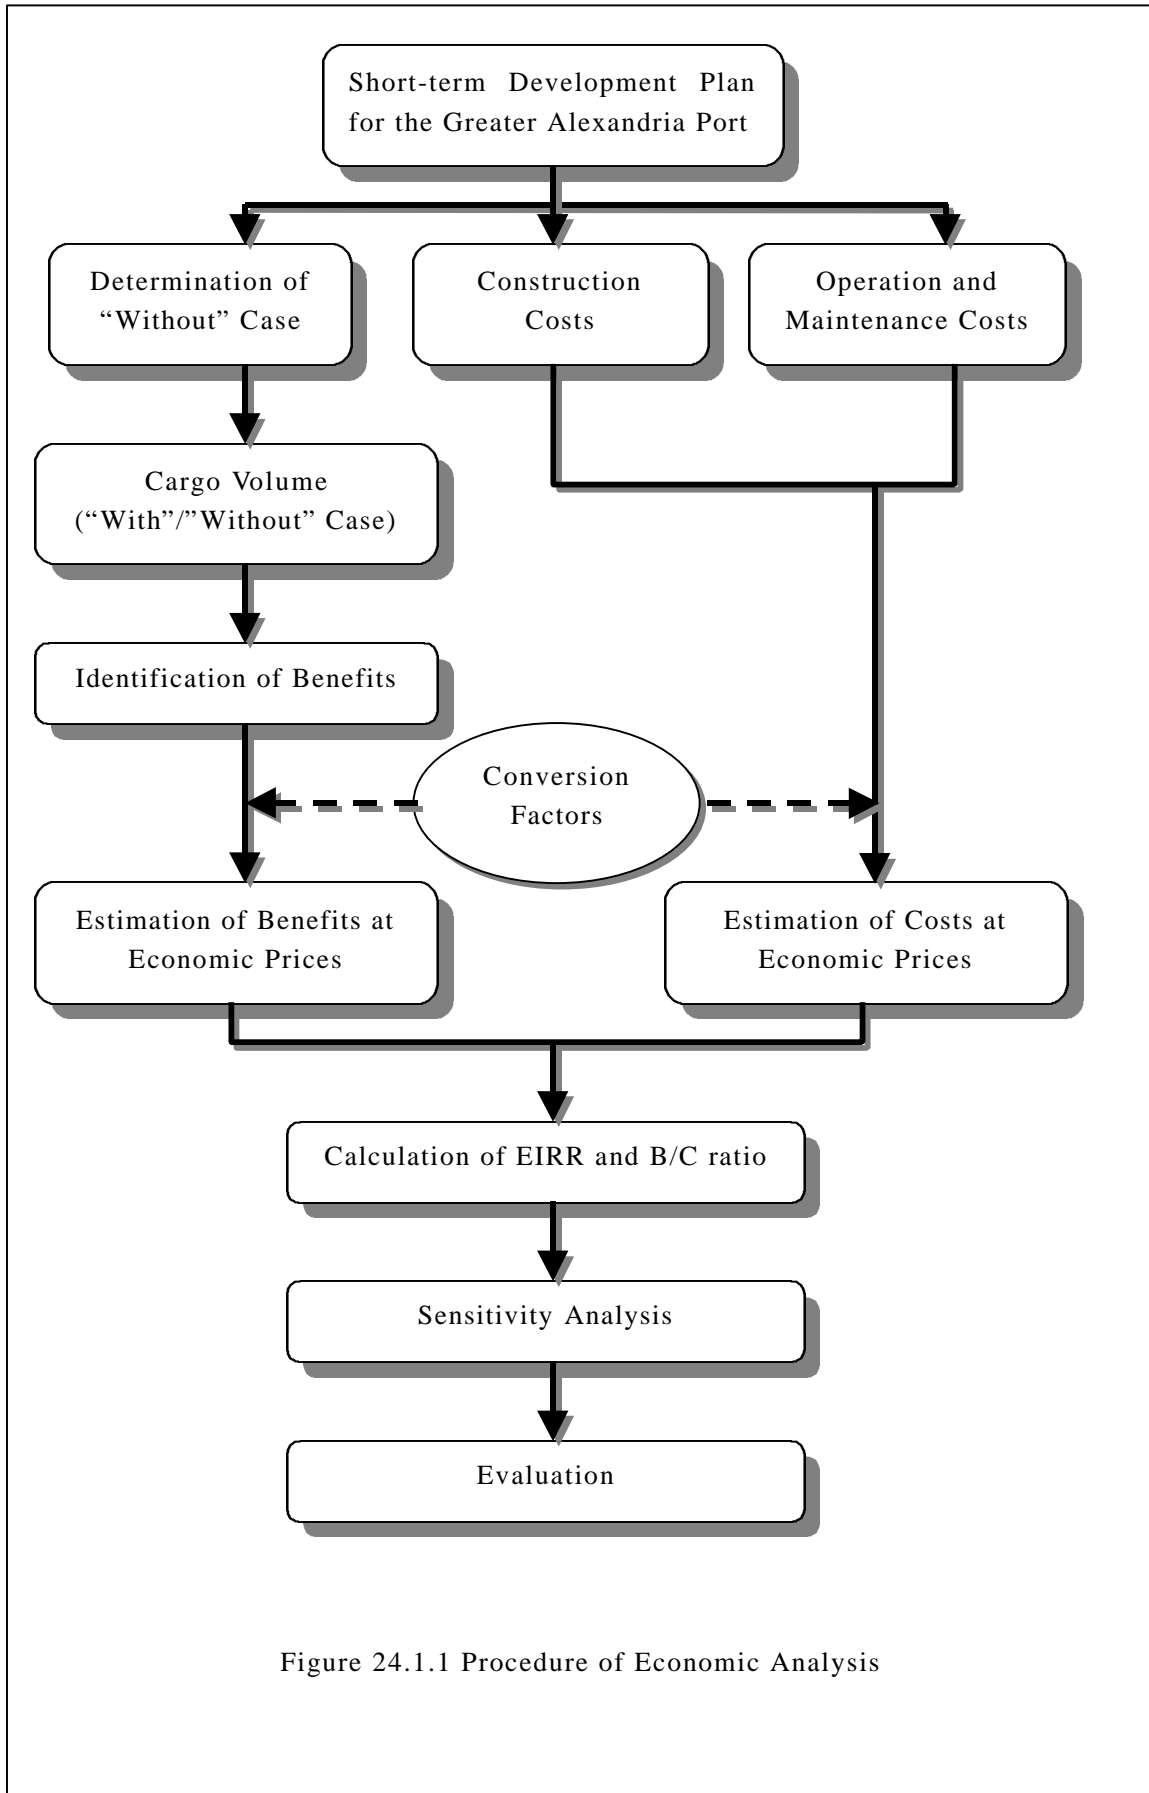 Short-term Development Plan
for the Greater Alexandria Port
Determination of
“Without” Case
Construction
Costs
Operation and
Maintenance Costs
Cargo Volume
(“With”/”Without” Case)
Identification of Benefits
Conversion
Factors
Estimation of Benefits at
Economic Prices
Estimation of Costs at
Economic Prices
Calculation of EIRR and B/C ratio
Sensitivity Analysis
Evaluation
Figure 24.1.1 Procedure of Economic Analysis